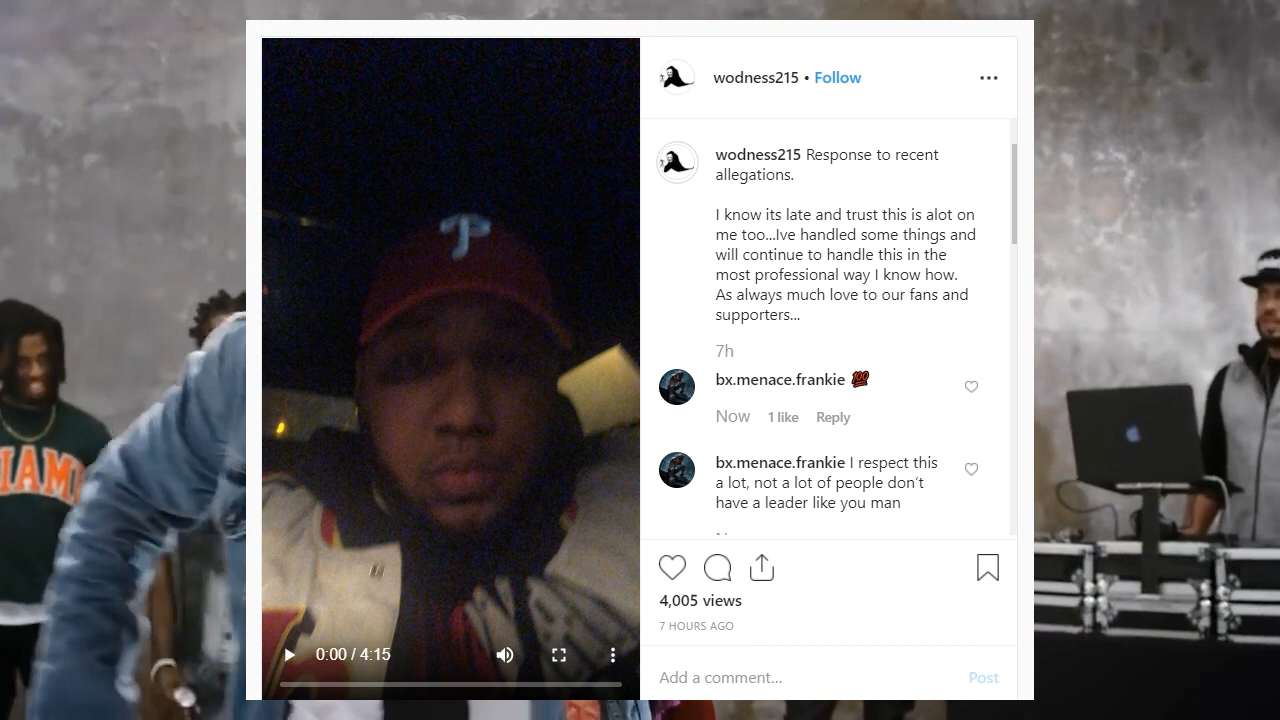 wodness215 • Follow
wodness215 Response to recent
allegations.
I know its late and trust this is alot on
me too...Ive handled some things and
will continue to handle this in the
most professional way I know how.
As always much love to our fans and
supporters...
7h
bx.menace.frankie 💯
Now 1 like Reply
bx.menace.frankie I respect this
a lot, not a lot of people don't
have a leader like you man
4,005 views
7 HOURS AGO
Add a comment... Post
P
0:00 / 4:15
IAMI